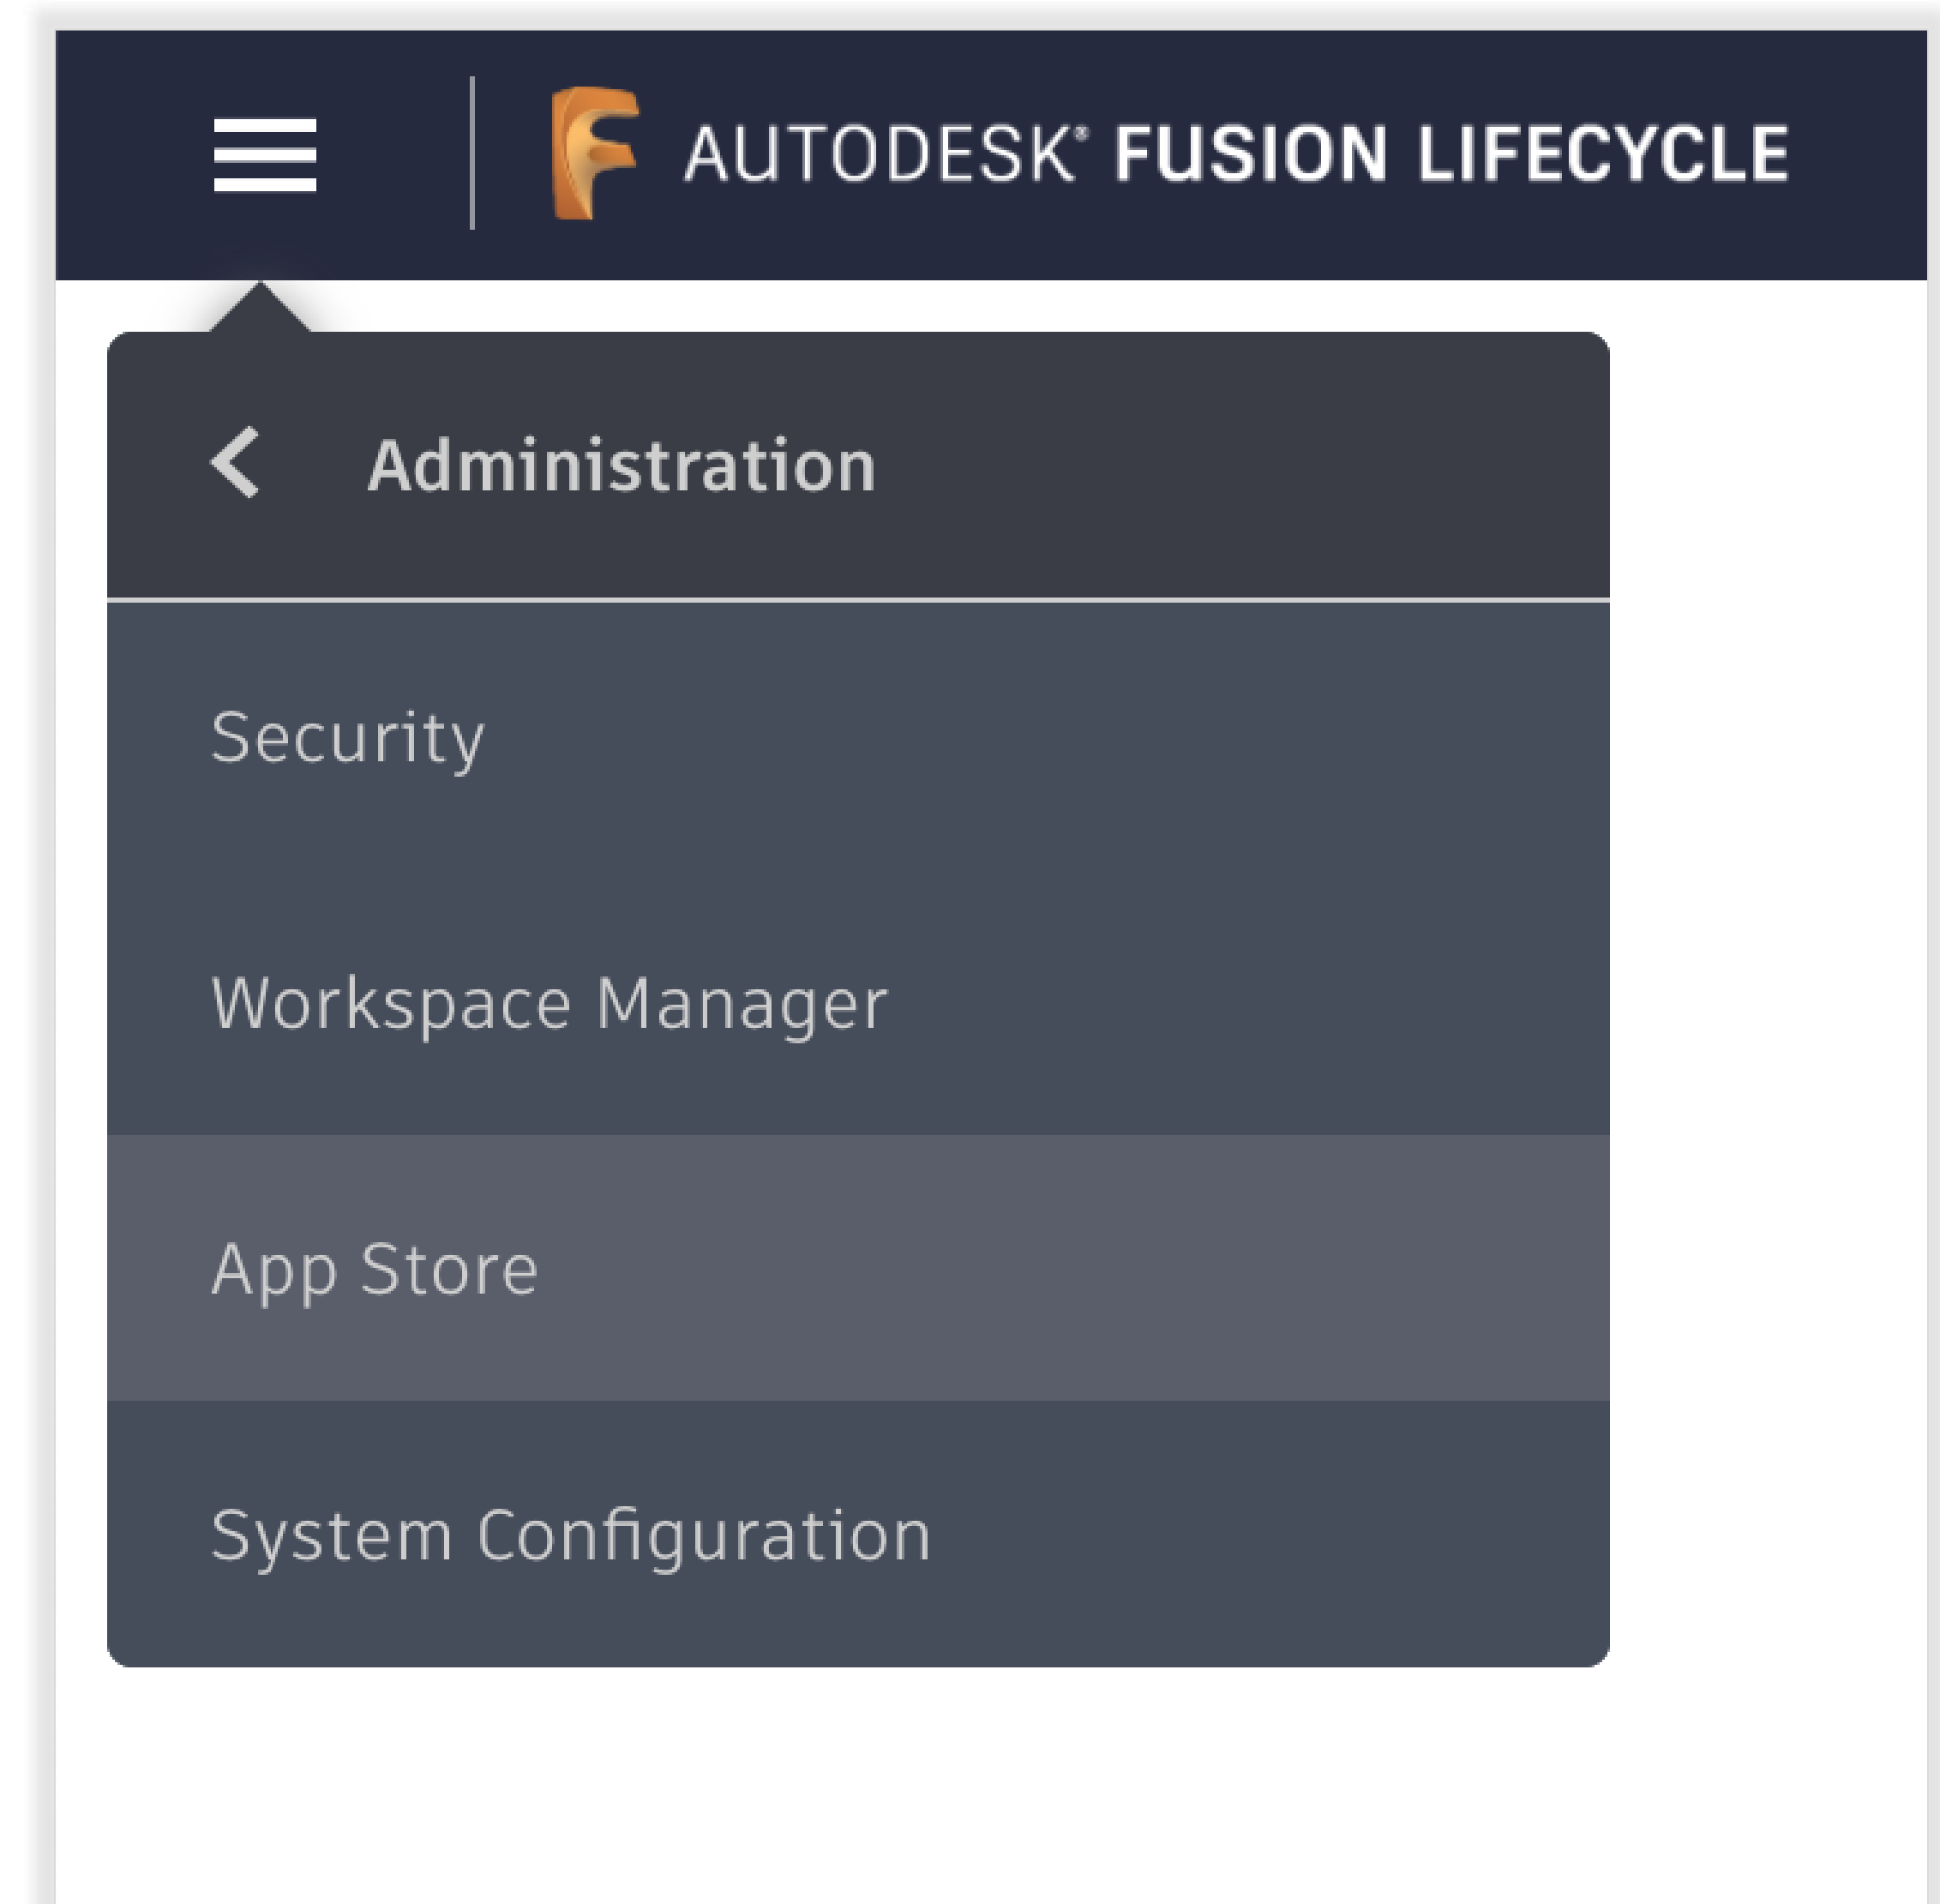 AUTODESK® FUSION LIFECYCLE
Administration
Security
Workspace Manager
App Store
System Configuration